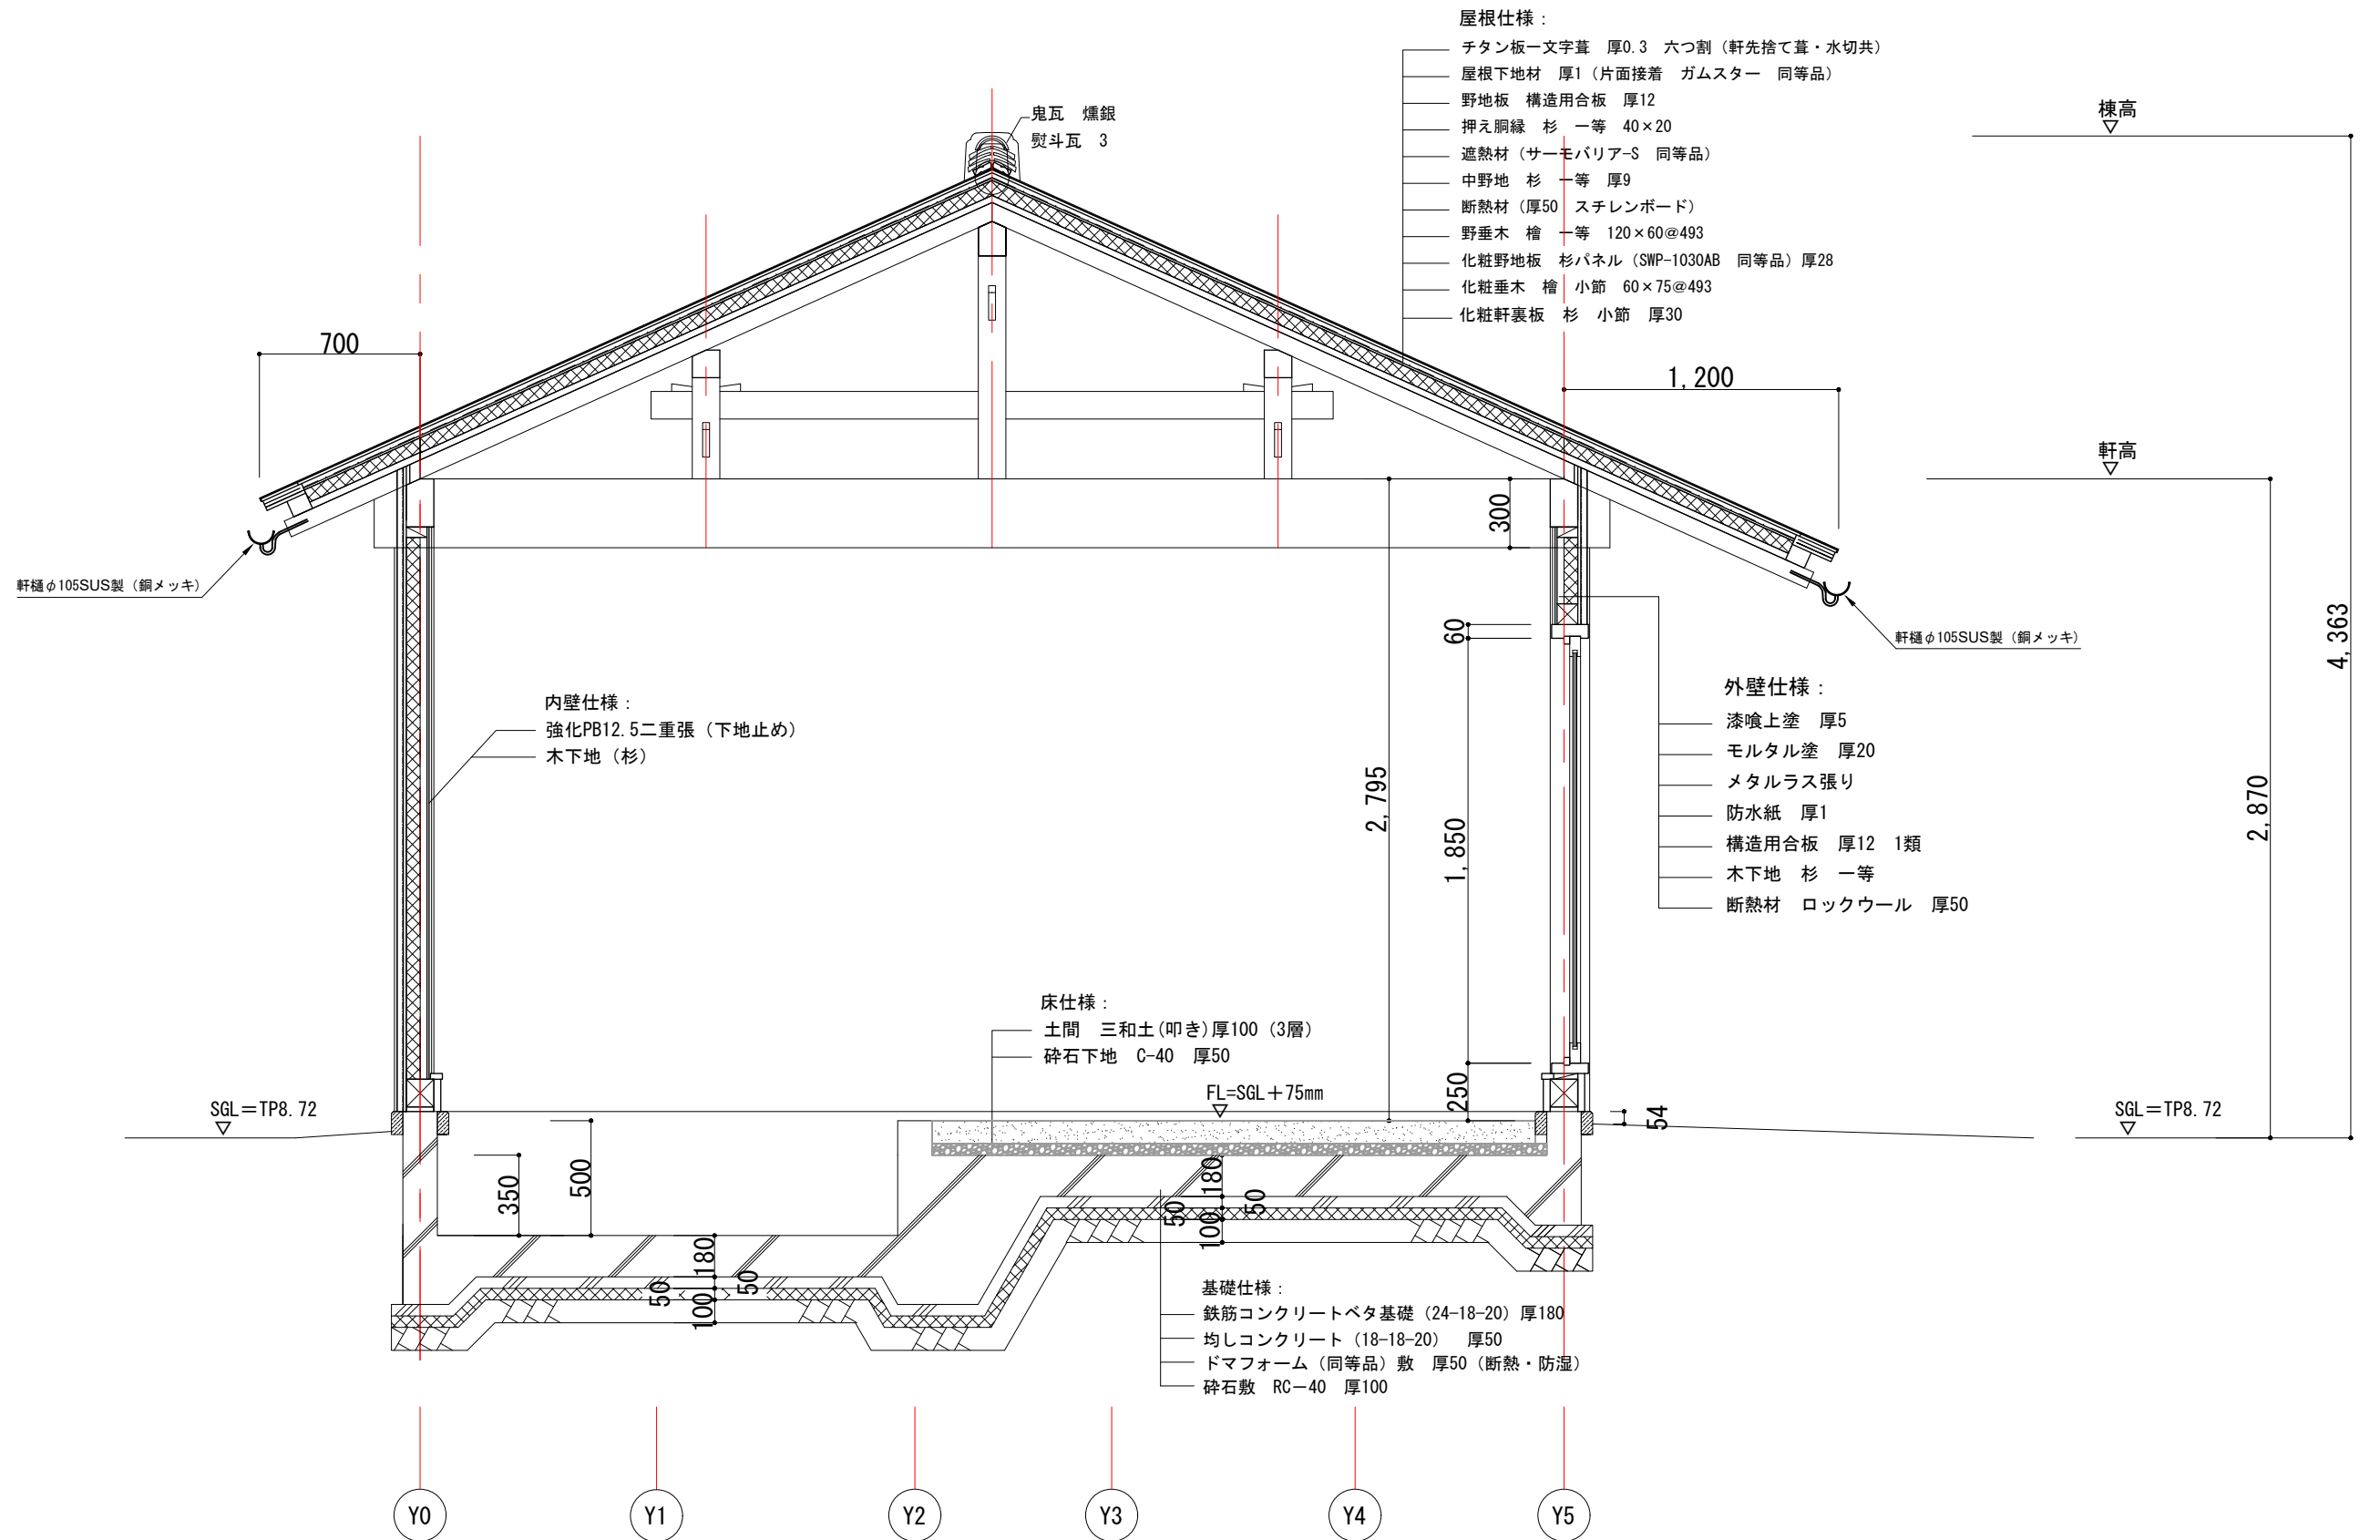 屋根仕様：
チタン板一文字葺　厚0.3　六つ割（軒先捨て葺・水切共）
屋根下地材　厚1（片面接着　ガムスター　同等品）
野地板　構造用合板　厚12
押え胴縁　杉　一等　40×20
遮熱材（サーモバリア-S　同等品）
中野地　杉　一等　厚9
断熱材（厚50　スチレンボード）
野垂木　檜　一等　120×60@493
化粧野地板　杉パネル（SWP-1030AB　同等品）厚28
化粧垂木　檜　小節　60×75@493
化粧軒裏板　杉　小節　厚30
鬼瓦　燻銀
熨斗瓦　3
棟高
軒高
700
1,200
300
60
4,363
2,870
2,795
1,850
250
54
軒樋φ105SUS製（銅メッキ）
軒樋φ105SUS製（銅メッキ）
内壁仕様：
強化PB12.5二重張（下地止め）
木下地（杉）
外壁仕様：
漆喰上塗　厚5
モルタル塗　厚20
メタルラス張り
防水紙　厚1
構造用合板　厚12　1類
木下地　杉　一等
断熱材　ロックウール　厚50
床仕様：
土間　三和土(叩き)厚100（3層）
砕石下地　C-40　厚50
FL=SGL＋75mm
SGL＝TP8.72
SGL＝TP8.72
350
500
180
50
50
100
180
50
50
100
基礎仕様：
鉄筋コンクリートベタ基礎（24-18-20）厚180
均しコンクリート（18-18-20）　厚50
ドマフォーム（同等品）敷　厚50（断熱・防湿）
砕石敷　RC－40　厚100
Y0
Y1
Y2
Y3
Y4
Y5